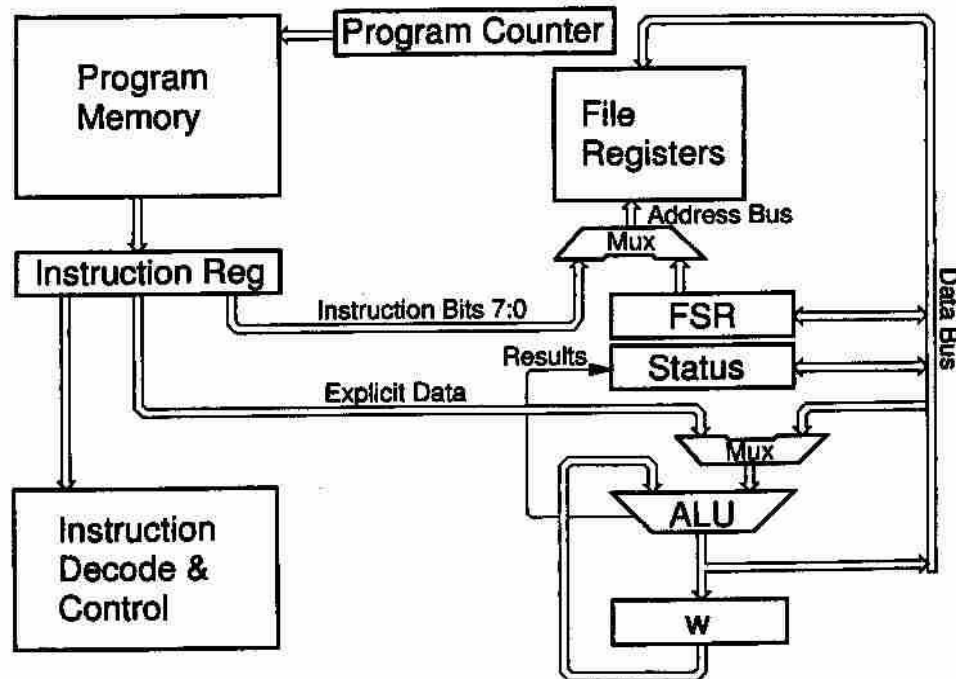 Program Counter
Program
Memory
File
Registers
Address Bus
Mux
Instruction Reg
Instruction Bits 7:0
FSR
Data Bus
Results
Status
Explicit Data
Mux
ALU
Instruction
Decode &
Control
w